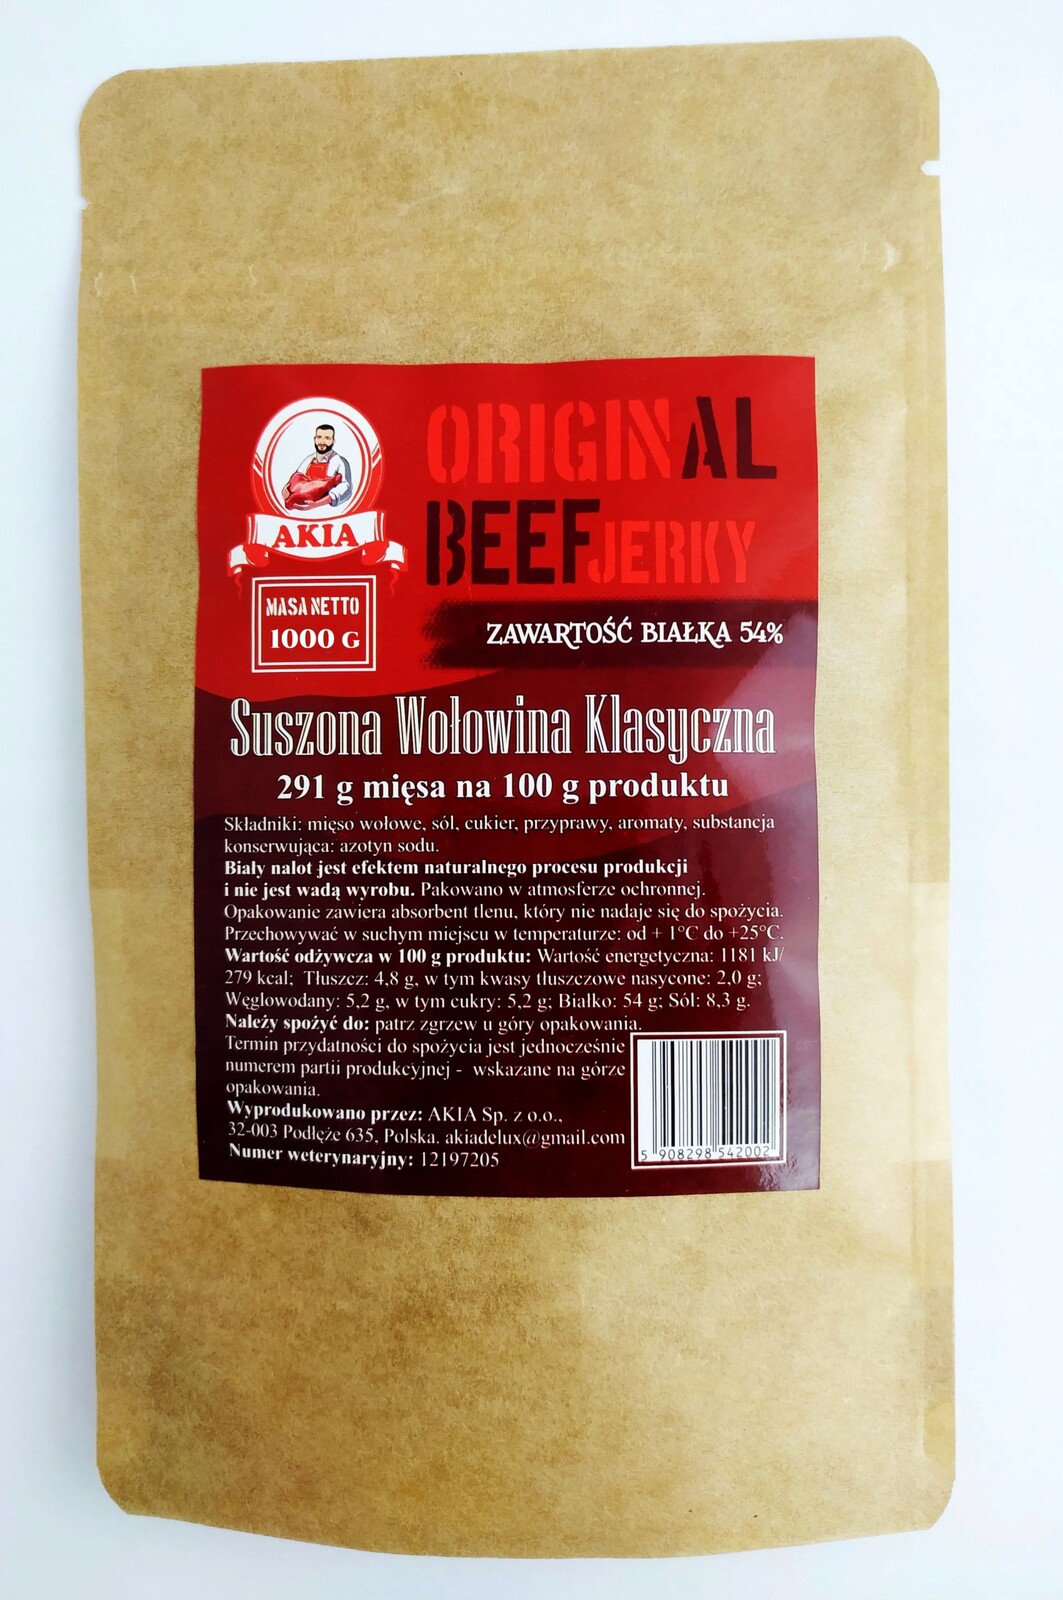 ORIGINAL
BEEF JERKY
AKIA
MASA NETTO
1000 G
ZAWARTOŚĆ BIAŁKA 54%
Suszona Wołowina Klasyczna
291 g mięsa na 100 g produktu
Składniki: mięso wołowe, sól, cukier, przyprawy, aromaty, substancja
konserwująca: azotyn sodu.
Biały nalot jest efektem naturalnego procesu produkcji
i nie jest wadą wyrobu. Pakowano w atmosferze ochronnej.
Opakowanie zawiera absorbent tlenu, który nie nadaje się do spożycia.
Przechowywać w suchym miejscu w temperaturze: od + 1°C do +25°C.
Wartość odżywcza w 100 g produktu: Wartość energetyczna: 1181 kJ/
279 kcal; Tłuszcz: 4,8 g, w tym kwasy tłuszczowe nasycone: 2,0 g;
Węglowodany: 5,2 g, w tym cukry: 5,2 g; Białko: 54 g; Sól: 8,3 g.
Należy spożyć do: patrz zgrzew u góry opakowania.
Termin przydatności do spożycia jest jednocześnie
numerem partii produkcyjnej - wskazane na górze
opakowania.
Wyprodukowano przez: AKIA Sp. z o.o.,
32-003 Podłęże 635, Polska. akiadelux@gmail.com
Numer weterynaryjny: 12197205
5 908298 542002